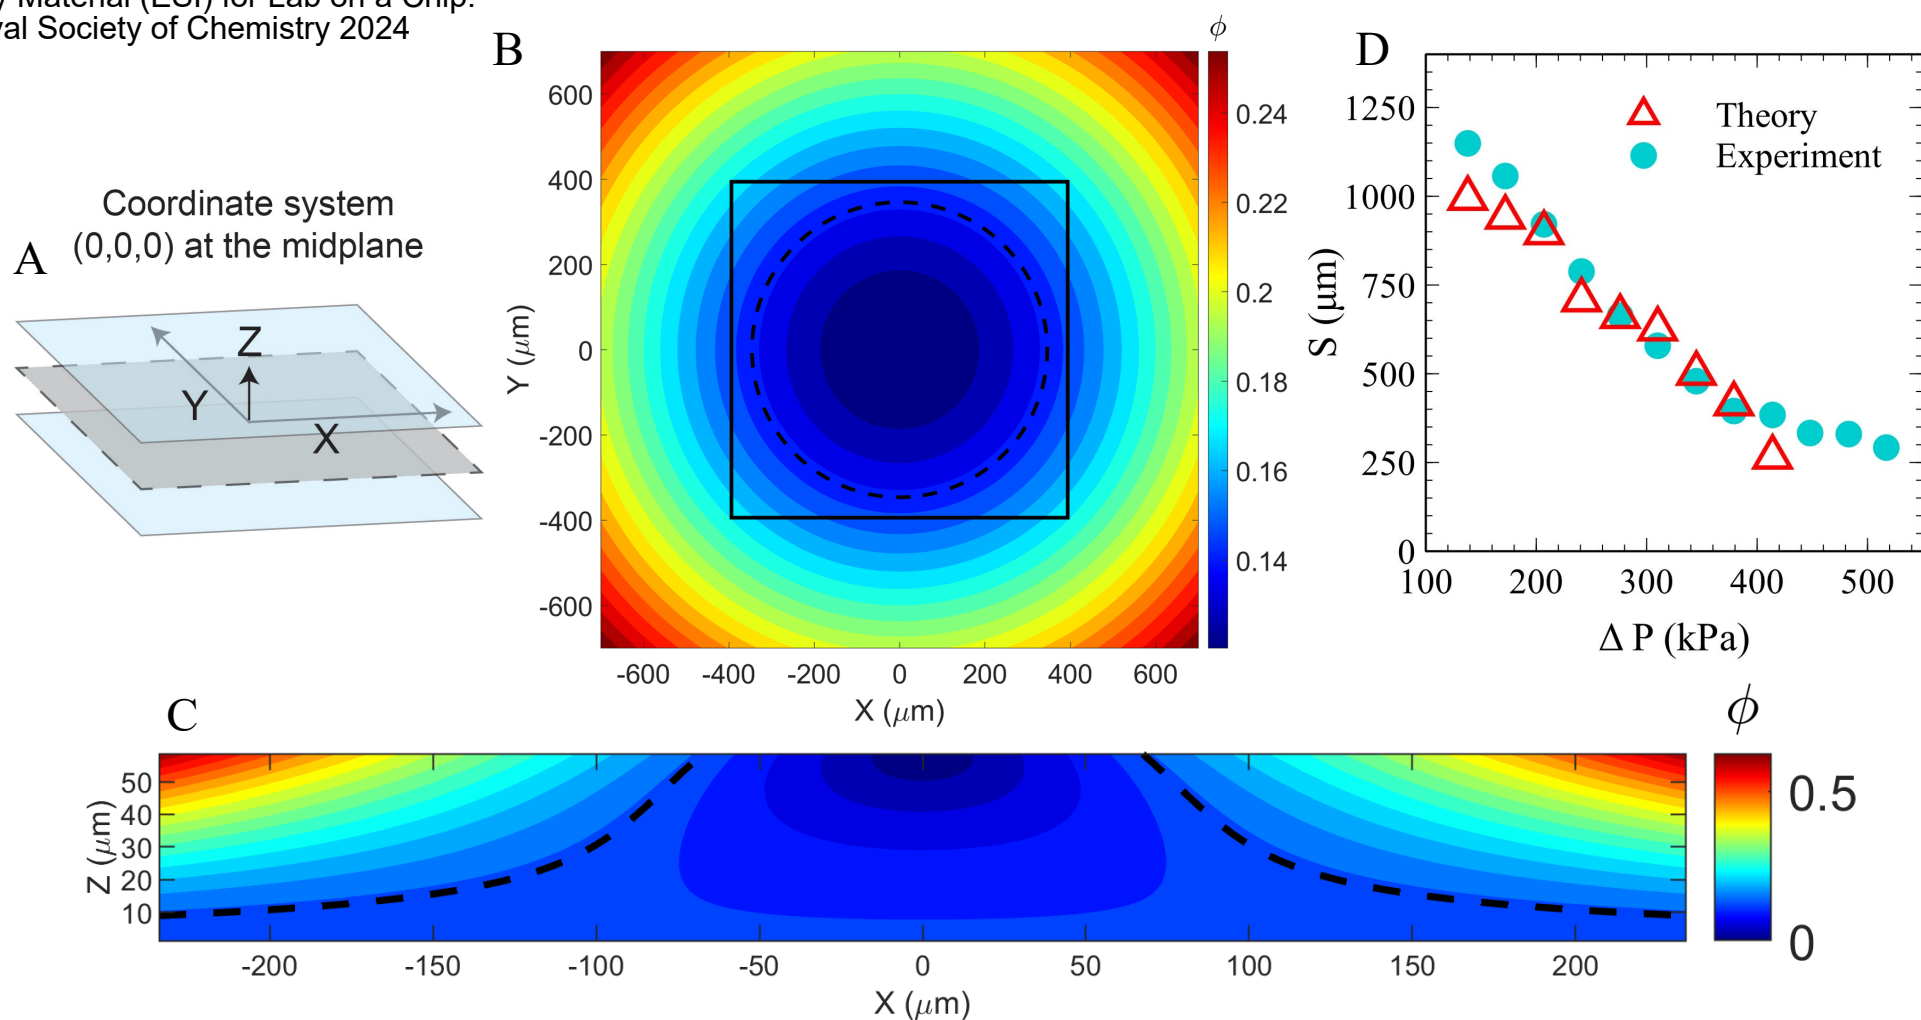 Material (ESI) for Lab on a Chip.
Society of Chemistry 2024
A
Coordinate system
(0,0,0) at the midplane
Z
Y
X
B
ϕ
600
400
200
0
-200
-400
-600
Y (μm)
-600 -400 -200 0 200 400 600
X (μm)
0.24
0.22
0.2
0.18
0.16
0.14
D
Theory
Experiment
1250
1000
750
500
250
0
S (μm)
100 200 300 400 500
Δ P (kPa)
C
50
40
30
20
10
Z (μm)
-200 -150 -100 -50 0 50 100 150 200
X (μm)
ϕ
0.5
0